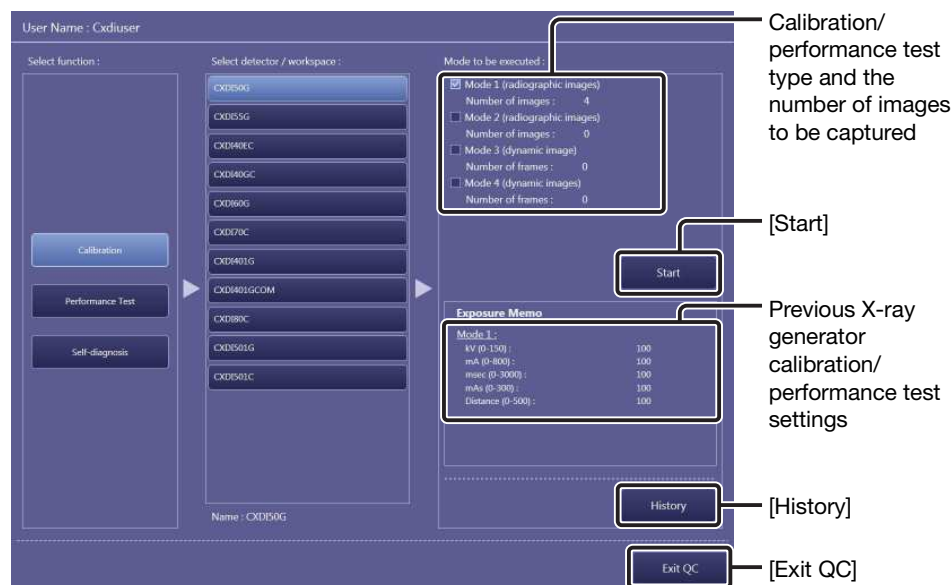 User Name : Cxdiuser
Select function :
Calibration
Performance Test
Self-diagnosis
Select detector / workspace :
CXDI50G
CXDI55G
CXDI40EC
CXDI40GC
CXDI60G
CXDI70C
CXDI401G
CXDI401GCOM
CXDI80C
CXDI501G
CXDI501C
Name : CXDI50G
Mode to be executed :
Mode 1 (radiographic images)
Number of images : 4
Mode 2 (radiographic images)
Number of images : 0
Mode 3 (dynamic image)
Number of frames : 0
Mode 4 (dynamic images)
Number of frames : 0
Start
Exposure Memo
Mode 1 :
kV (0-150) : 100
mA (0-800) : 100
msec (0-3000) : 100
mAs (0-300) : 100
Distance (0-500) : 100
History
Exit QC
Calibration/
performance test
type and the
number of images
to be captured
[Start]
Previous X-ray
generator
calibration/
performance test
settings
[History]
[Exit QC]